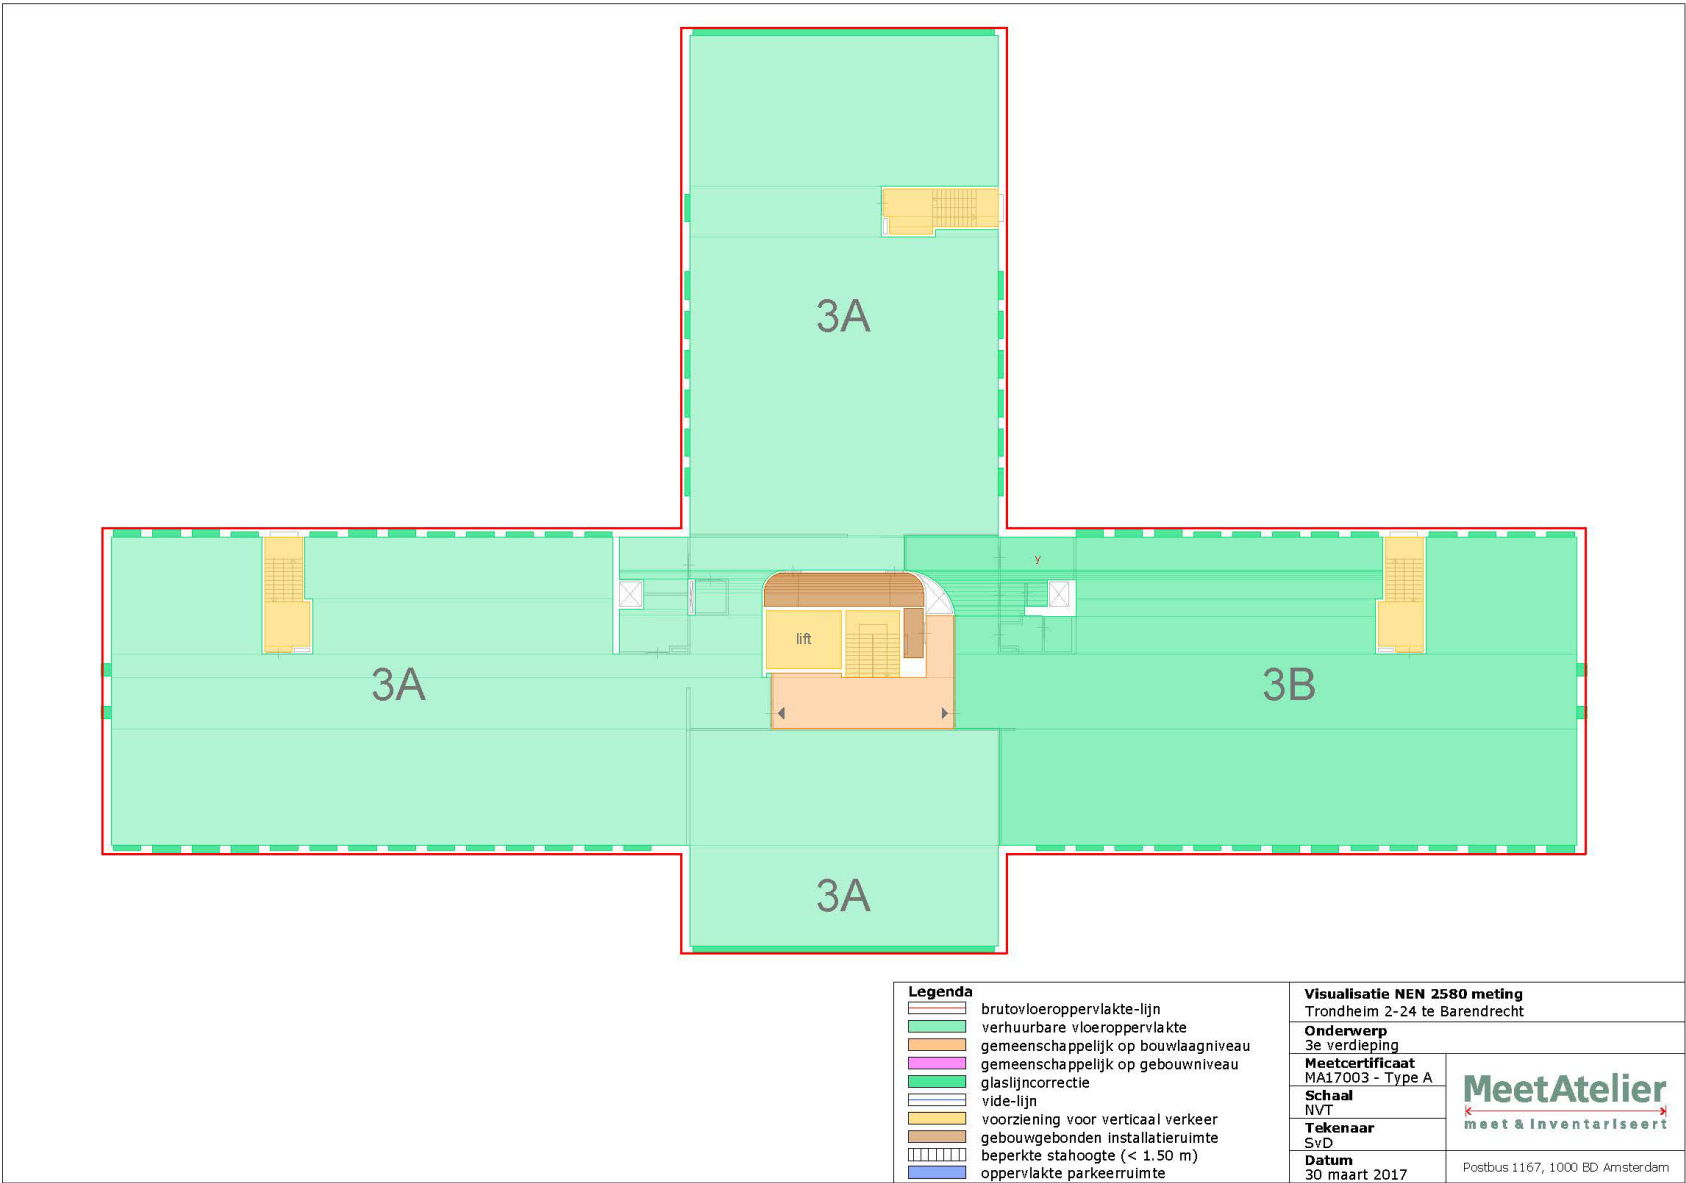 3A
y
lift
3A
3B
3A
Legenda
brutovloeroppervlakte-lijn
verhuurbare vloeroppervlakte
gemeenschappelijk op bouwlaagniveau
gemeenschappelijk op gebouwniveau
glaslijncorrectie
vide-lijn
voorziening voor verticaal verkeer
gebouwgebonden installatieruimte
beperkte stahoogte (< 1.50 m)
oppervlakte parkeerruimte
Visualisatie NEN 2580 meting
Trondheim 2-24 te Barendrecht
Onderwerp
3e verdieping
Meetcertificaat
MA17003 - Type A
Schaal
NVT
Tekenaar
SvD
Datum
30 maart 2017
MeetAtelier
meet & inventariseert
Postbus 1167, 1000 BD Amsterdam